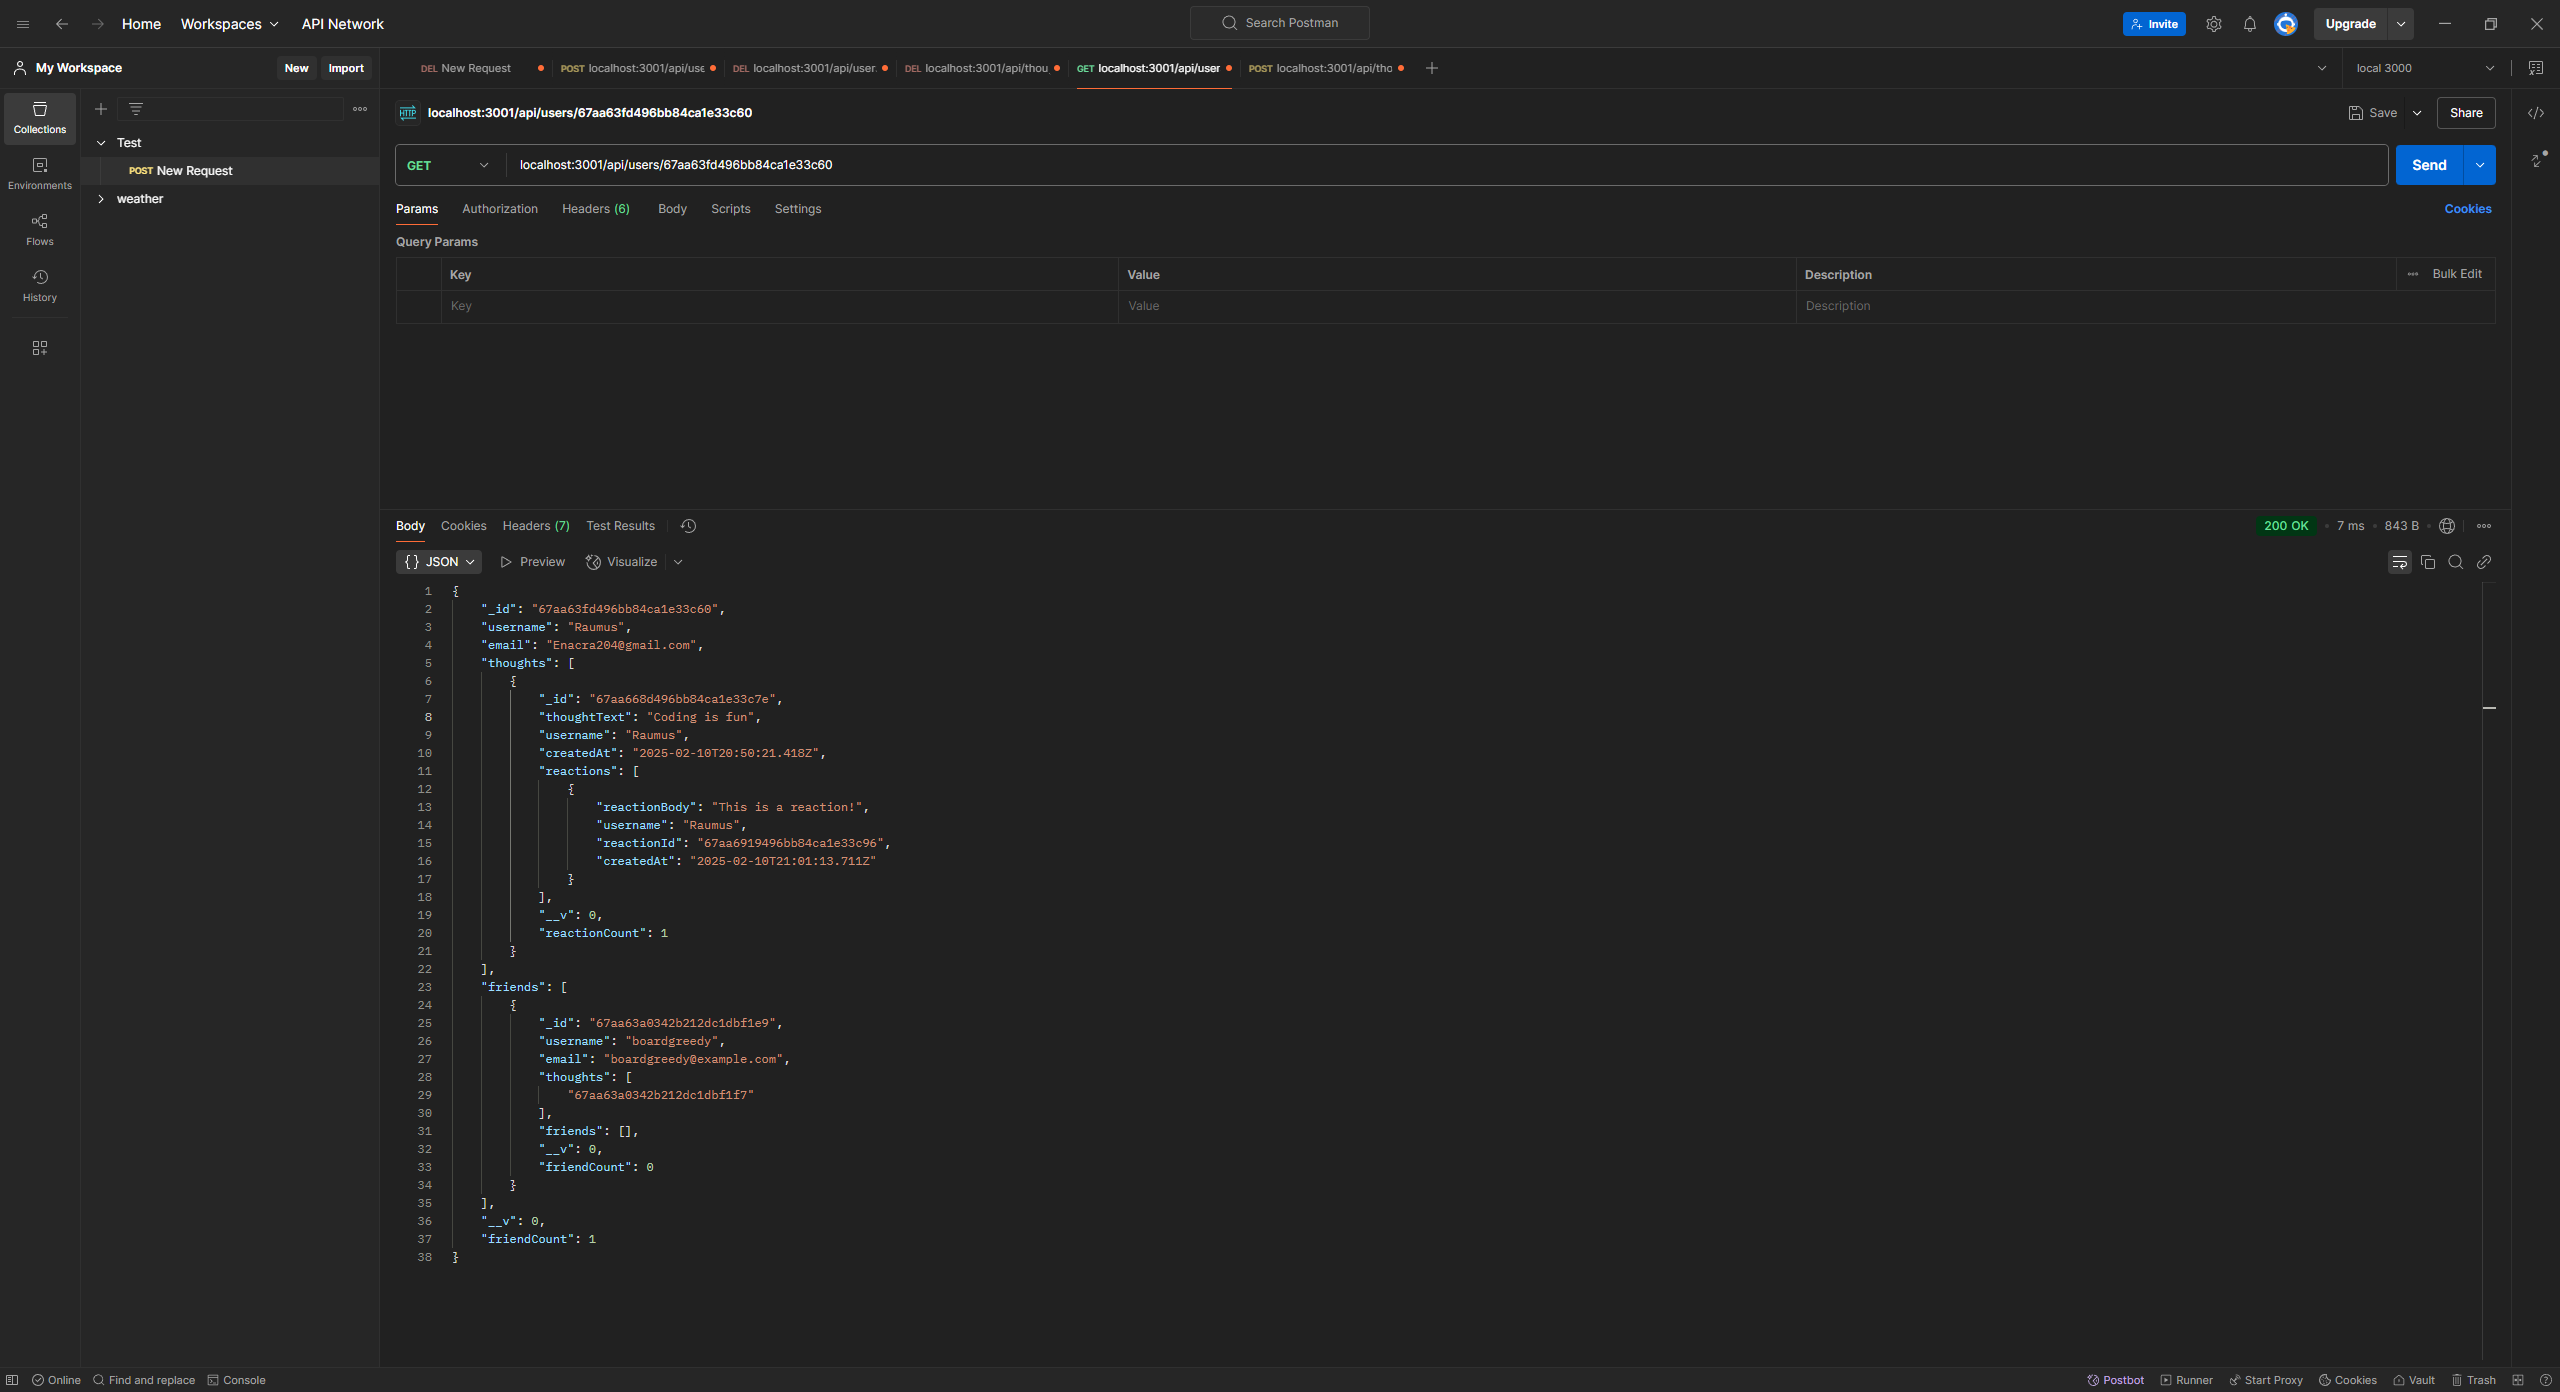 Home Workspaces API Network Search Postman Invite Upgrade
My Workspace New Import DEL New Request POST localhost:3001/api/use DEL localhost:3001/api/user. DEL localhost:3001/api/thou GET localhost:3001/api/user POST localhost:3001/api/tho local 3000
Collections
Environments
Flows
History
Test
POST New Request
weather
HTTP localhost:3001/api/users/67aa63fd496bb84ca1e33c60 Save Share
GET localhost:3001/api/users/67aa63fd496bb84ca1e33c60 Send
Params Authorization Headers (6) Body Scripts Settings Cookies
Query Params
Key Value Description Bulk Edit
Key Value Description
Body Cookies Headers (7) Test Results 200 OK • 7 ms • 843 B
{} JSON Preview Visualize
1 {
2 "_id": "67aa63fd496bb84ca1e33c60",
3 "username": "Raumus",
4 "email": "Enacra204@gmail.com",
5 "thoughts": [
6 {
7 "_id": "67aa668d496bb84ca1e33c7e",
8 "thoughtText": "Coding is fun",
9 "username": "Raumus",
10 "createdAt": "2025-02-10T20:50:21.418Z",
11 "reactions": [
12 {
13 "reactionBody": "This is a reaction!",
14 "username": "Raumus",
15 "reactionId": "67aa6919496bb84ca1e33c96",
16 "createdAt": "2025-02-10T21:01:13.711Z"
17 }
18 ],
19 "__v": 0,
20 "reactionCount": 1
21 }
22 ],
23 "friends": [
24 {
25 "_id": "67aa63a0342b212dc1dbf1e9",
26 "username": "boardgreedy",
27 "email": "boardgreedy@example.com",
28 "thoughts": [
29 "67aa63a0342b212dc1dbf1f7"
30 ],
31 "friends": [],
32 "__v": 0,
33 "friendCount": 0
34 }
35 ],
36 "__v": 0,
37 "friendCount": 1
38 }
Online Find and replace Console Postbot Runner Start Proxy Cookies Vault Trash